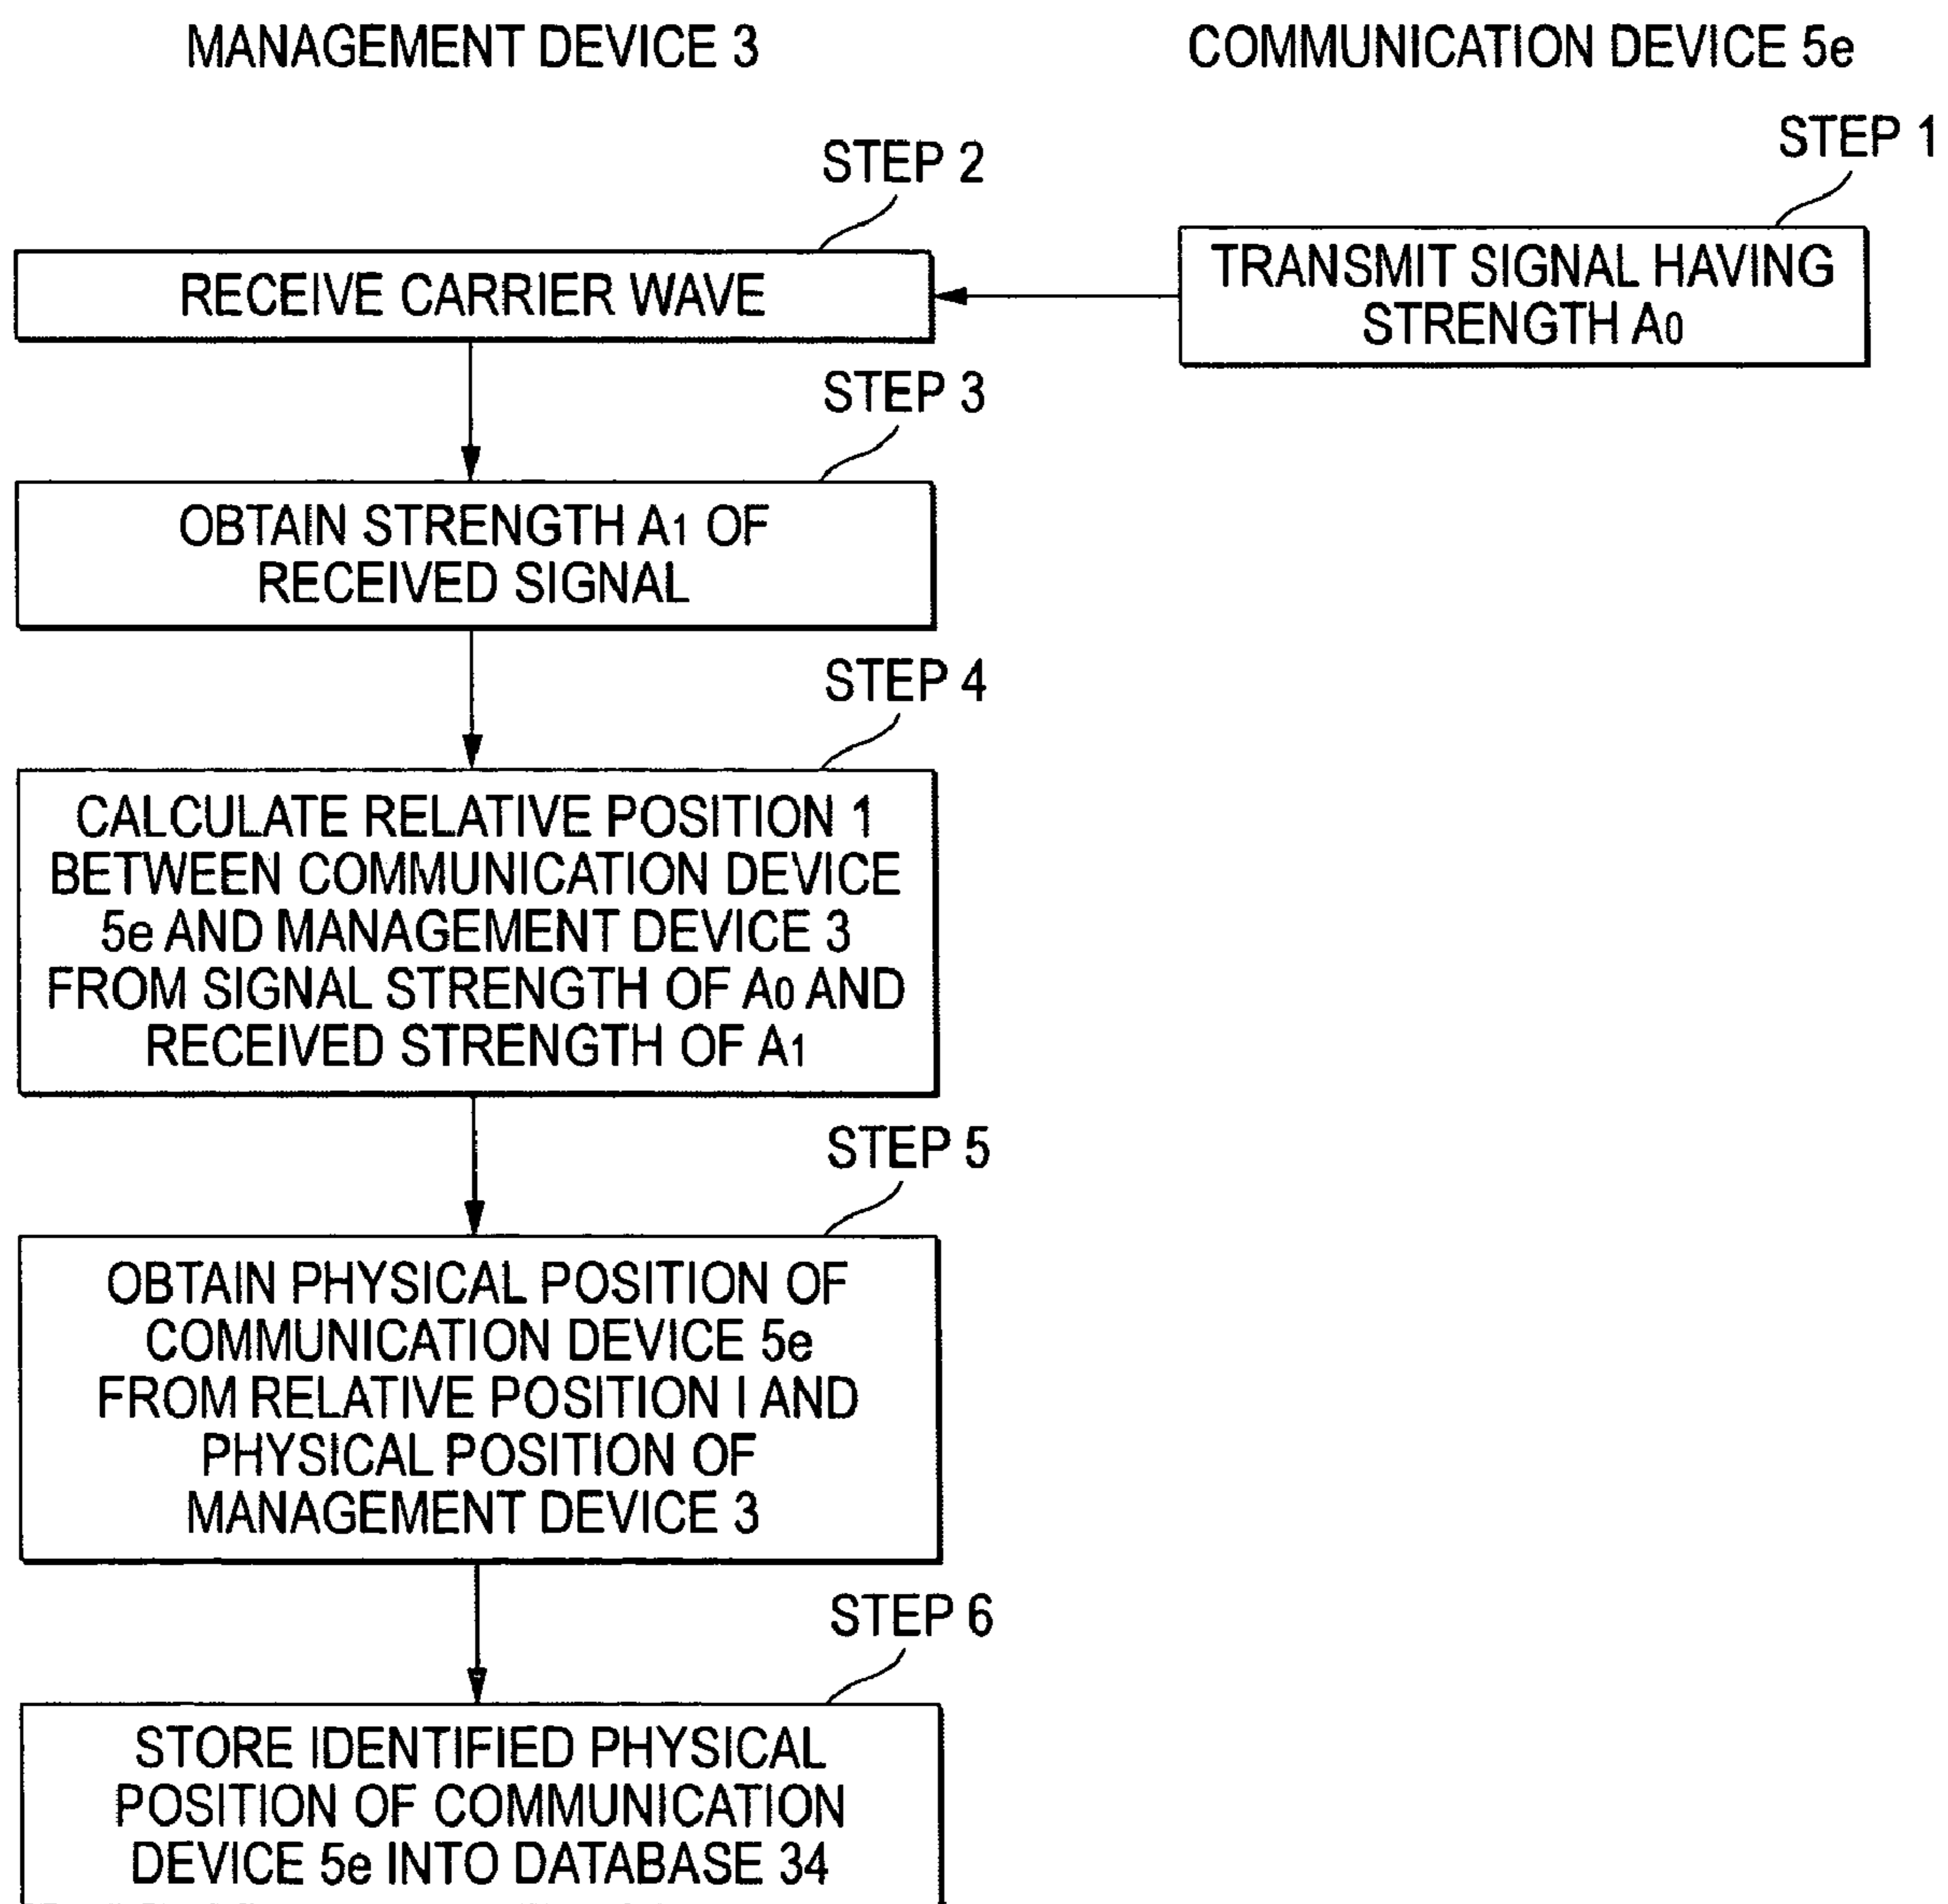 MANAGEMENT DEVICE 3
COMMUNICATION DEVICE 5e
STEP 1
TRANSMIT SIGNAL HAVING
STRENGTH A0
STEP 2
RECEIVE CARRIER WAVE
STEP 3
OBTAIN STRENGTH A1 OF
RECEIVED SIGNAL
STEP 4
CALCULATE RELATIVE POSITION 1
BETWEEN COMMUNICATION DEVICE
5e AND MANAGEMENT DEVICE 3
FROM SIGNAL STRENGTH OF A0 AND
RECEIVED STRENGTH OF A1
STEP 5
OBTAIN PHYSICAL POSITION OF
COMMUNICATION DEVICE 5e
FROM RELATIVE POSITION I AND
PHYSICAL POSITION OF
MANAGEMENT DEVICE 3
STEP 6
STORE IDENTIFIED PHYSICAL
POSITION OF COMMUNICATION
DEVICE 5e INTO DATABASE 34